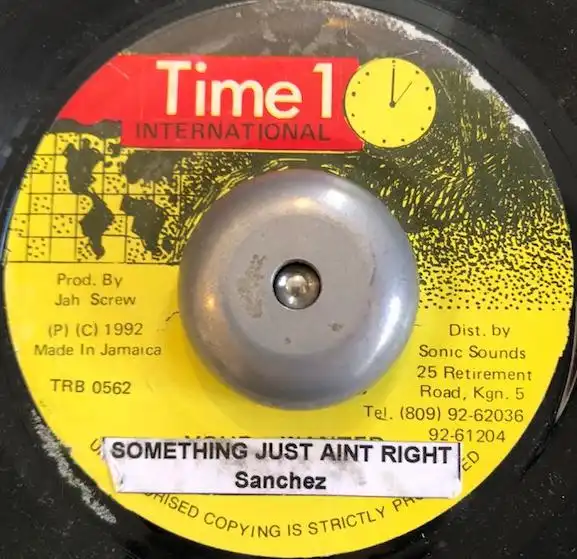 Time 1
INTERNATIONAL
Prod. By
Jah Screw
(P) (C) 1992
Made In Jamaica
TRB 0562
Dist. by
Sonic Sounds
25 Retirement
Road, Kgn. 5
Tel. (809) 92-62036
92-61204
SOMETHING JUST AINT RIGHT
Sanchez
COPYING IS STRICTLY